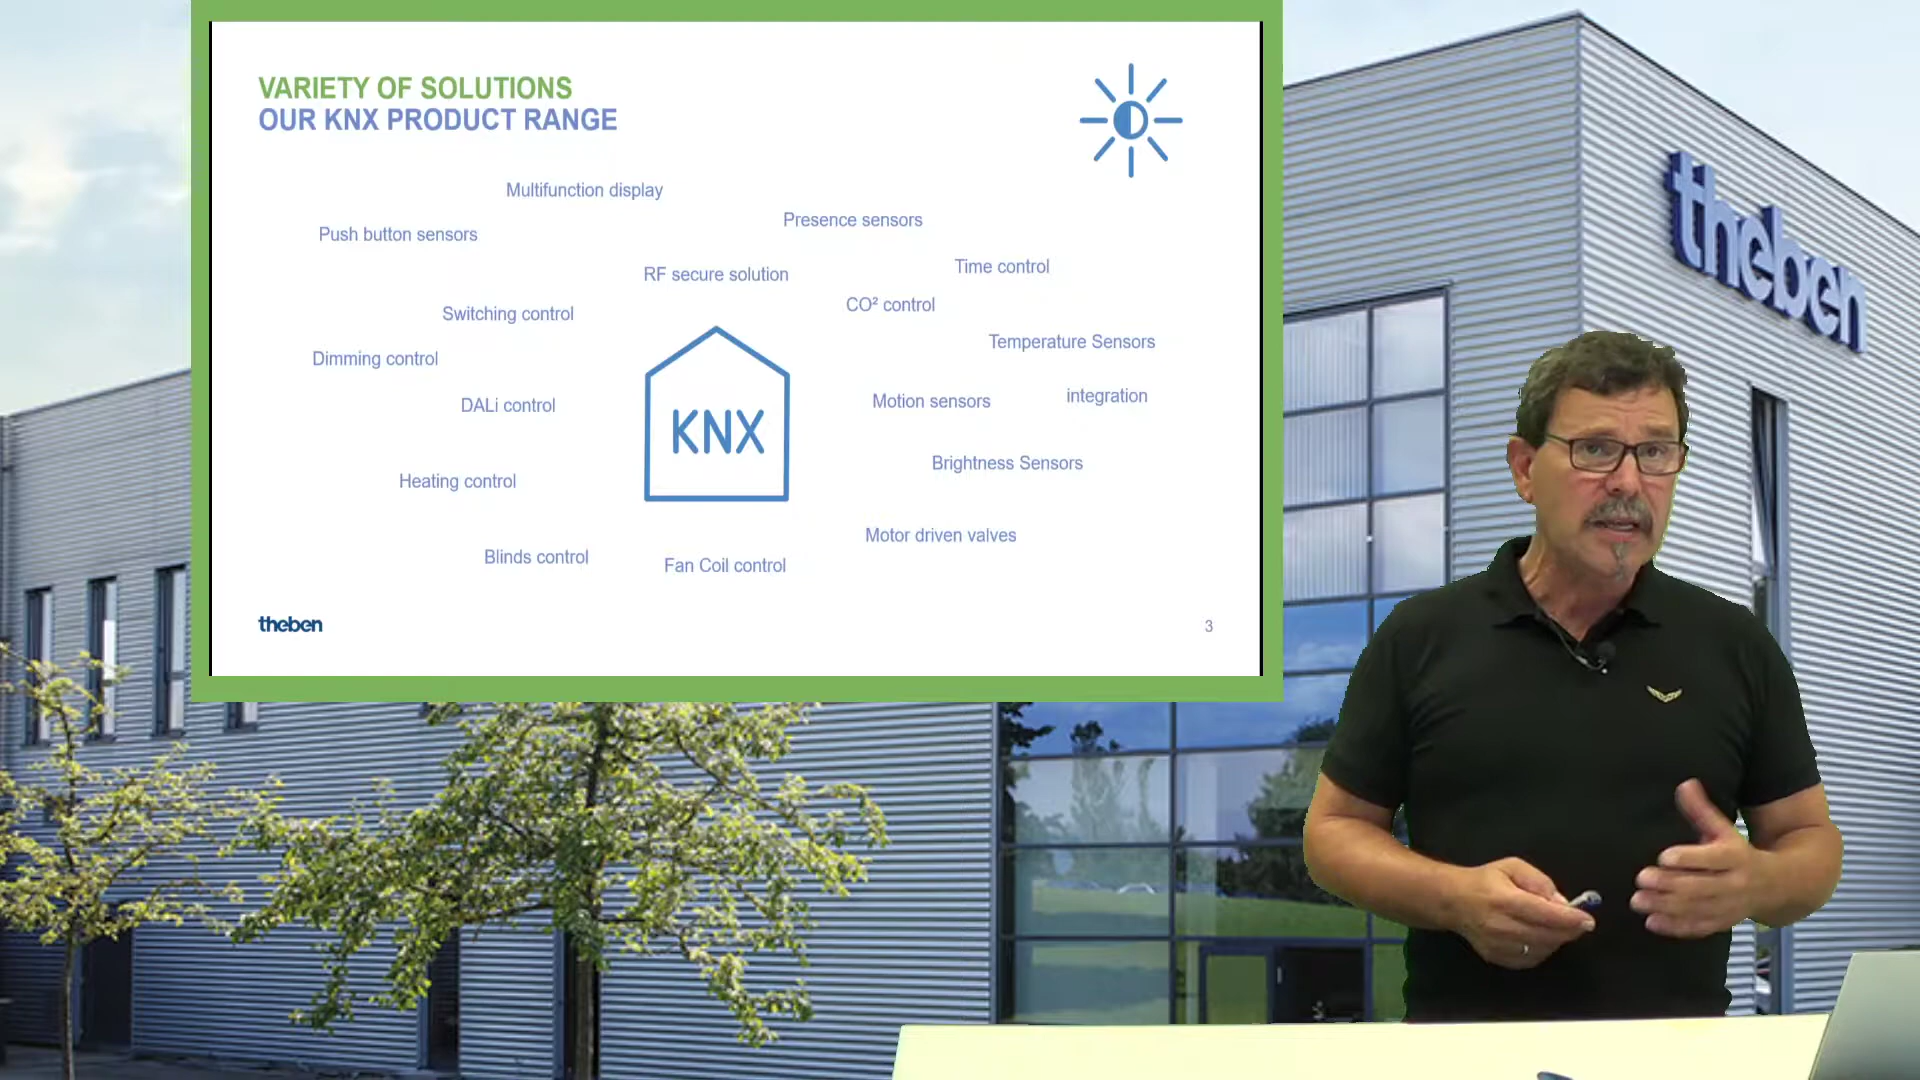 VARIETY OF SOLUTIONS
OUR KNX PRODUCT RANGE
Multifunction display
Presence sensors
Push button sensors
Time control
RF secure solution
CO² control
Switching control
Temperature Sensors
Dimming control
integration
Motion sensors
DALi control
KNX
Brightness Sensors
Heating control
Motor driven valves
Blinds control
Fan Coil control
theben
3
theben